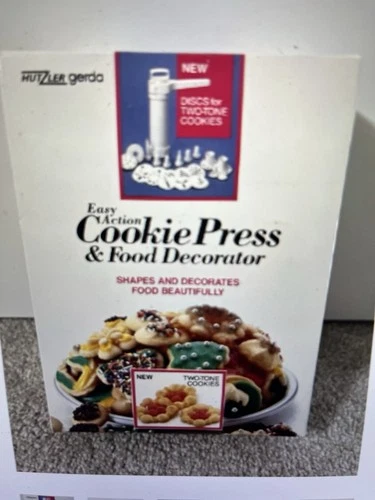 HUTZLER gerda
NEW
DISCS for
TWO-TONE
COOKIES
Easy
Action
Cookie Press
& Food Decorator
SHAPES AND DECORATES
FOOD BEAUTIFULLY
NEW
TWO-TONE
COOKIES